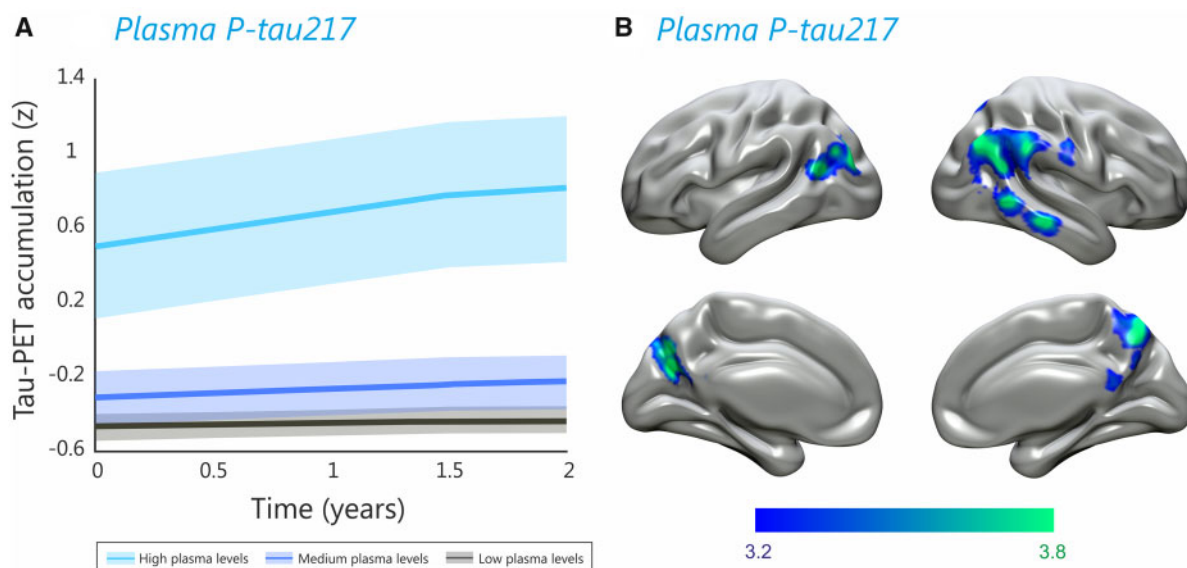 A Plasma P-tau217
Tau-PET accumulation (z)
1.4
1
0.6
0.2
-0.2
-0.6
0 0.5 1 1.5 2
Time (years)
High plasma levels Medium plasma levels Low plasma levels
B Plasma P-tau217
3.2 3.8